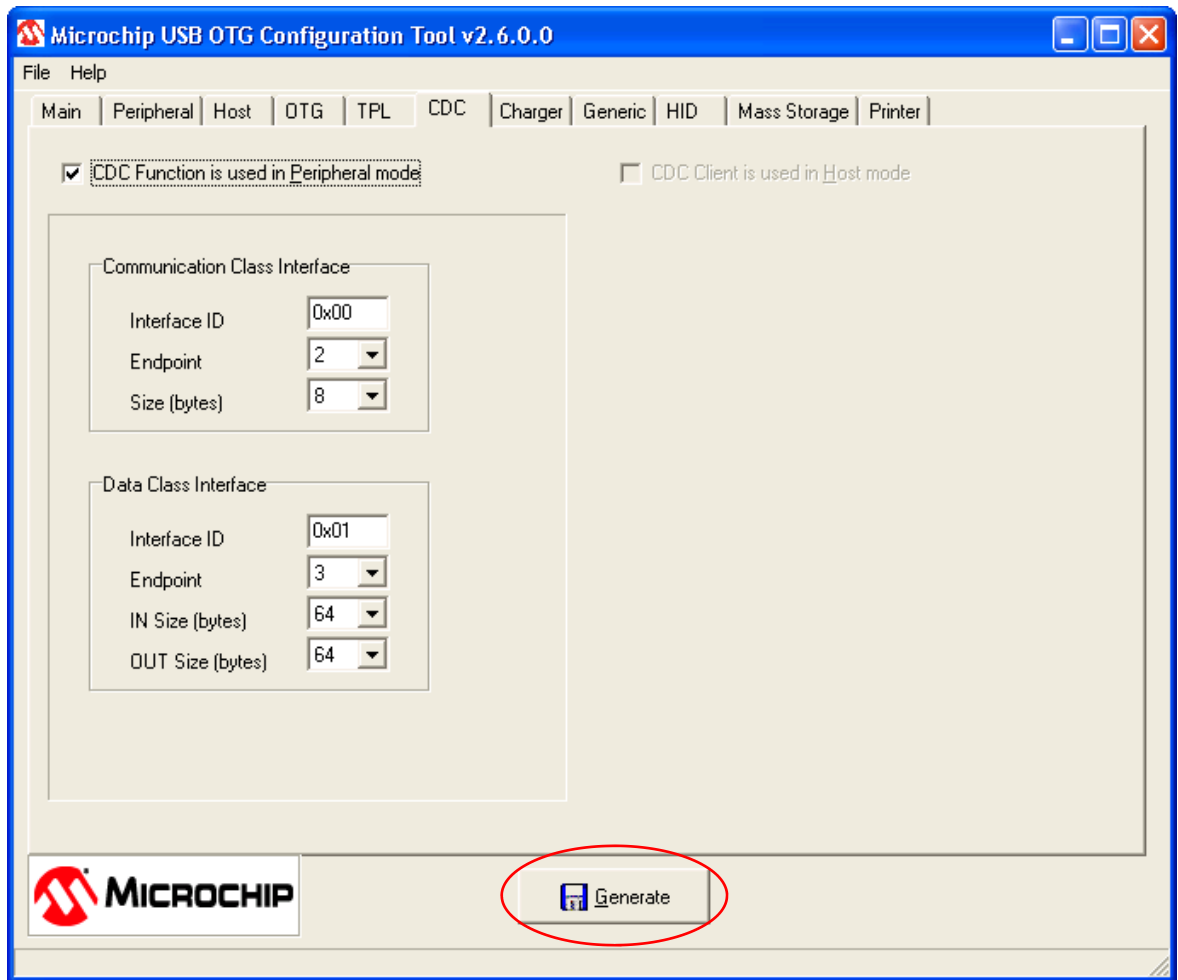 Microchip USB OTG Configuration Tool v2.6.0.0
File Help
Main Peripheral Host OTG TPL CDC Charger Generic HID Mass Storage Printer
CDC Function is used in Peripheral mode CDC Client is used in Host mode
Communication Class Interface
Interface ID 0x00
Endpoint 2
Size (bytes) 8
Data Class Interface
Interface ID 0x01
Endpoint 3
IN Size (bytes) 64
OUT Size (bytes) 64
MICROCHIP Generate